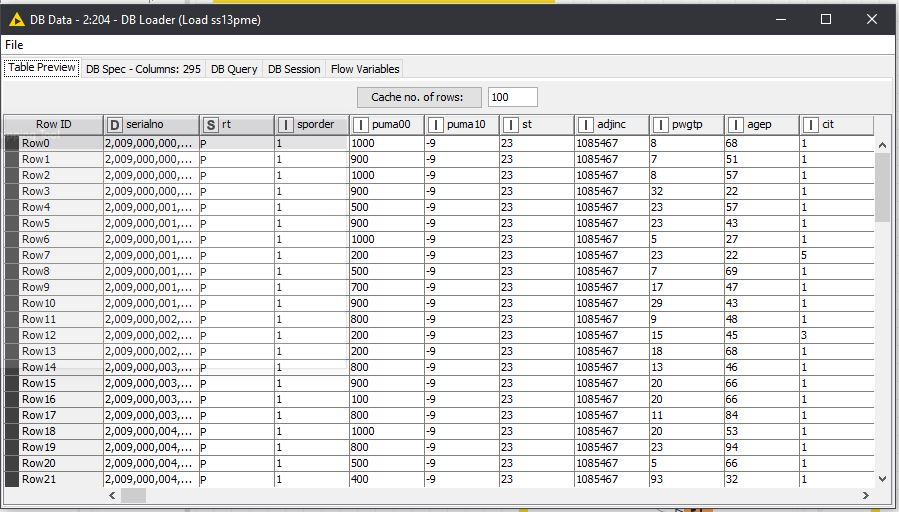 DB Data - 2:204 - DB Loader (Load ss13pme)
File
Table Preview DB Spec - Columns: 295 DB Query DB Session Flow Variables
Cache no. of rows: 100
Row ID D serialno S rt I sporder I puma00 I puma10 I st I adjinc I pwgtp I agep I cit
Row0 2,009,000,000,... P 1 1000 -9 23 1085467 8 68 1
Row1 2,009,000,000,... P 1 900 -9 23 1085467 7 51 1
Row2 2,009,000,000,... P 1 1000 -9 23 1085467 8 57 1
Row3 2,009,000,000,... P 1 900 -9 23 1085467 32 22 1
Row4 2,009,000,001,... P 1 500 -9 23 1085467 23 57 1
Row5 2,009,000,001,... P 1 900 -9 23 1085467 23 43 1
Row6 2,009,000,001,... P 1 1000 -9 23 1085467 5 27 1
Row7 2,009,000,001,... P 1 200 -9 23 1085467 23 22 5
Row8 2,009,000,001,... P 1 500 -9 23 1085467 7 69 1
Row9 2,009,000,001,... P 1 700 -9 23 1085467 17 47 1
Row10 2,009,000,001,... P 1 900 -9 23 1085467 29 43 1
Row11 2,009,000,002,... P 1 800 -9 23 1085467 9 48 1
Row12 2,009,000,002,... P 1 200 -9 23 1085467 15 45 3
Row13 2,009,000,002,... P 1 200 -9 23 1085467 18 68 1
Row14 2,009,000,003,... P 1 800 -9 23 1085467 13 46 1
Row15 2,009,000,003,... P 1 900 -9 23 1085467 20 66 1
Row16 2,009,000,003,... P 1 100 -9 23 1085467 20 66 1
Row17 2,009,000,003,... P 1 800 -9 23 1085467 11 84 1
Row18 2,009,000,004,... P 1 1000 -9 23 1085467 20 53 1
Row19 2,009,000,004,... P 1 800 -9 23 1085467 23 94 1
Row20 2,009,000,004,... P 1 500 -9 23 1085467 5 66 1
Row21 2,009,000,004,... P 1 400 -9 23 1085467 93 32 1